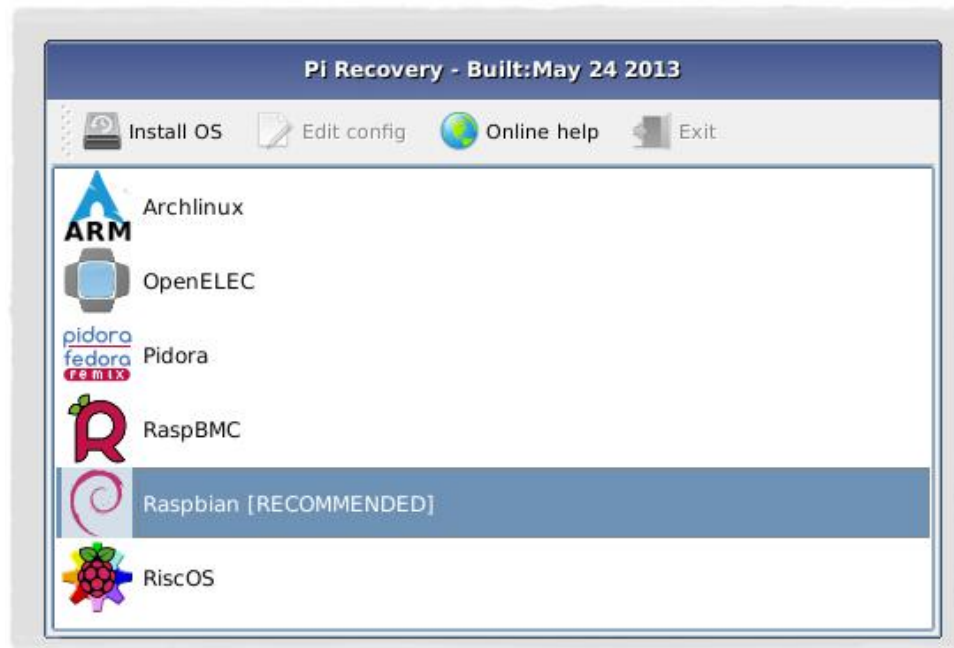 Pi Recovery - Built:May 24 2013
Install OS Edit config Online help Exit
ARM Archlinux
OpenELEC
pidora
fedora
remix
Pidora
RaspBMC
Raspbian [RECOMMENDED]
RiscOS